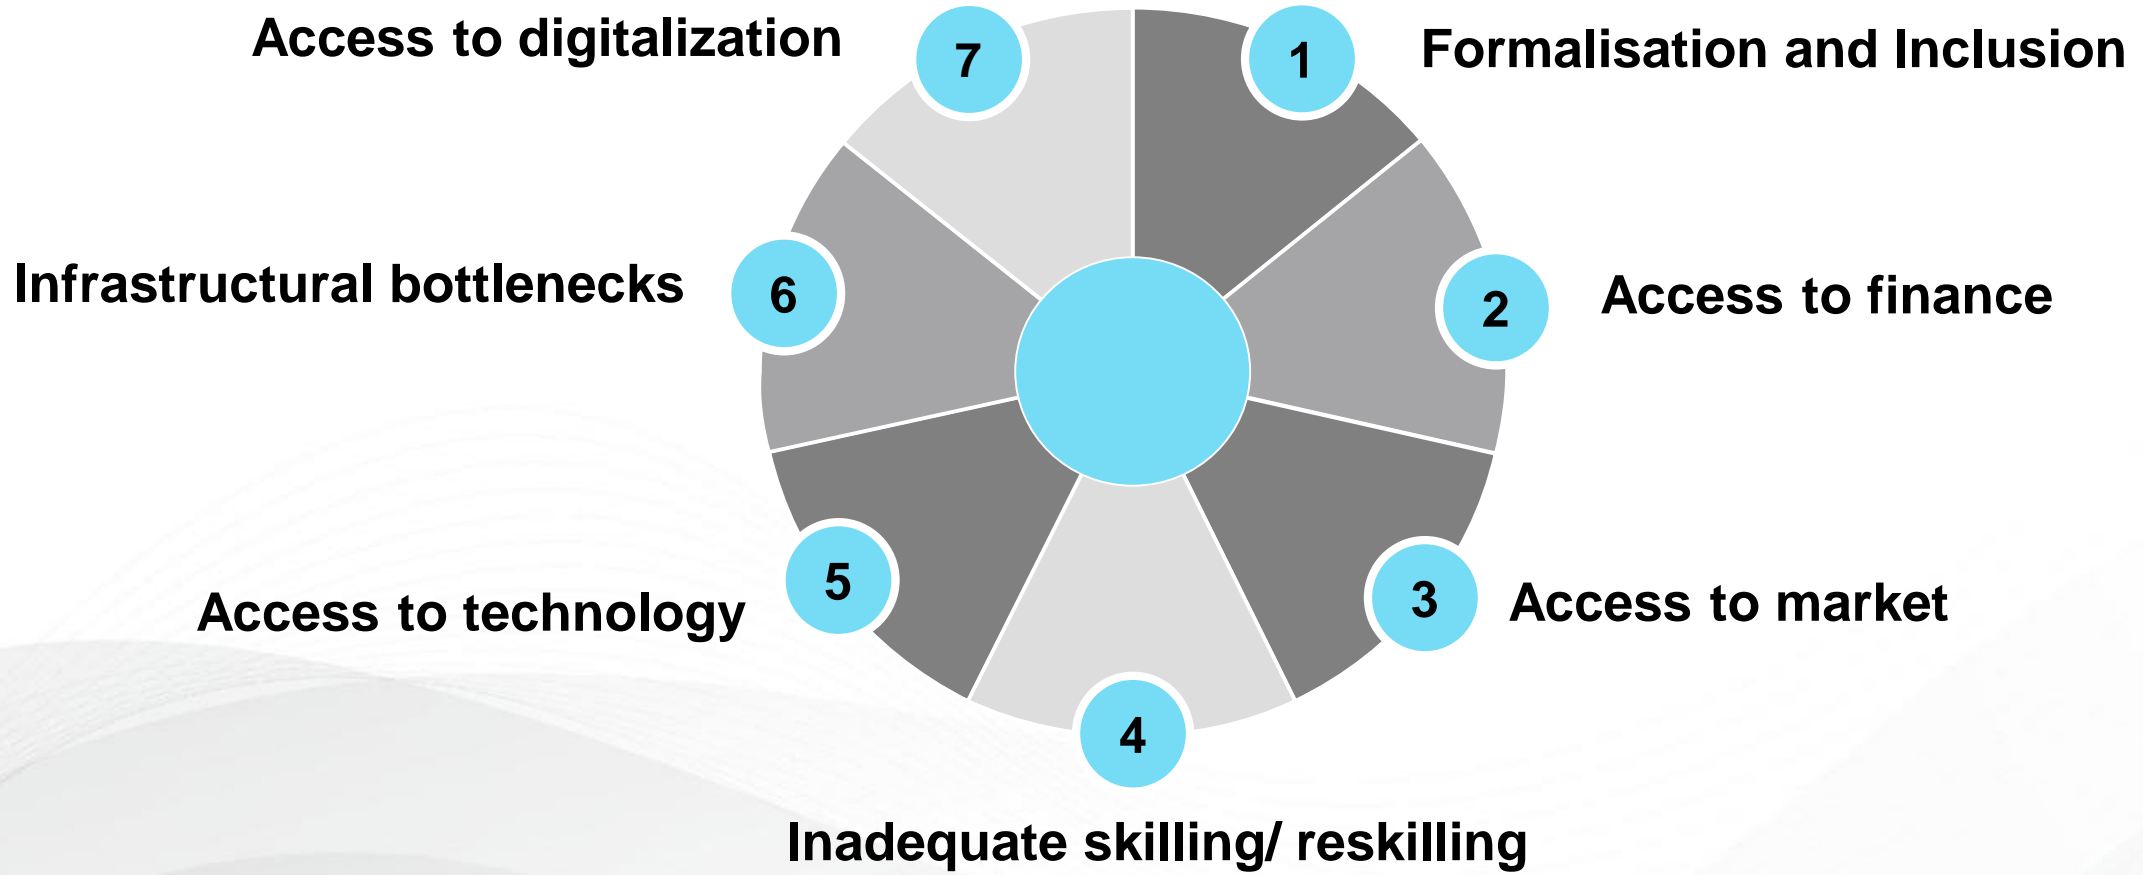 1
Formalisation and Inclusion
2
Access to finance
3
Access to market
4
Inadequate skilling/ reskilling
5
Access to technology
6
Infrastructural bottlenecks
7
Access to digitalization